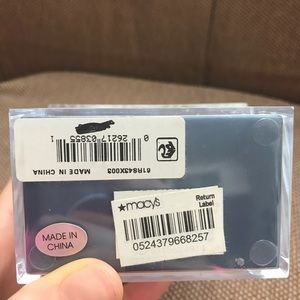 0 26217 03855 1
61R843X003 MADE IN CHINA
★macy's
Return
Label
0524379668257
MADE IN
CHINA